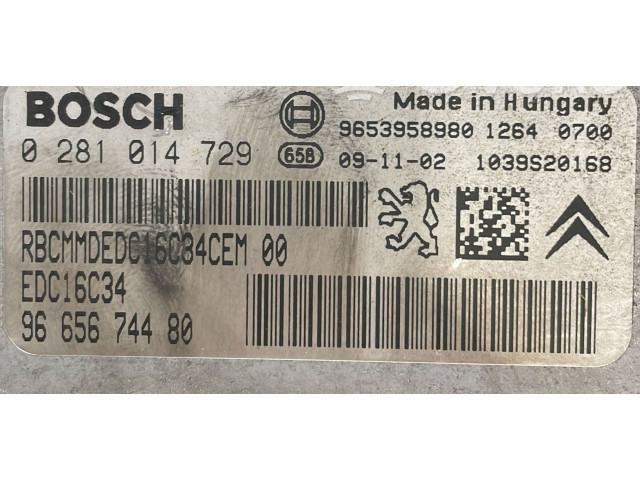 BOSCH
Made in Hungary
9653958980 1264 0700
0 281 014 729
658
09-11-02 1039S20168
RBCMMDEDC16C34CEM 00
EDC16C34
96 656 744 80